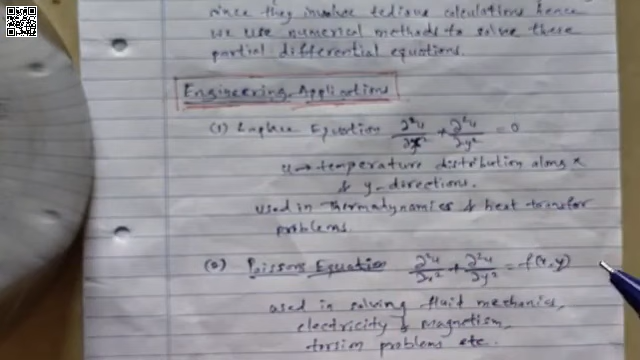 since they involve tedious calculations hence
we use numerical methods to solve these
partial differential equations.
Engineering Applications
(1) Laplace Equation ∂²u/∂x² + ∂²u/∂y² = 0
u → temperature distribution along x
& y-directions.
used in thermodynamics & heat transfer
problems.
(2) Poissons Equation ∂²u/∂x² + ∂²u/∂y² = f(x,y)
used in solving fluid mechanics,
electricity & magnetism,
torsion problems etc.